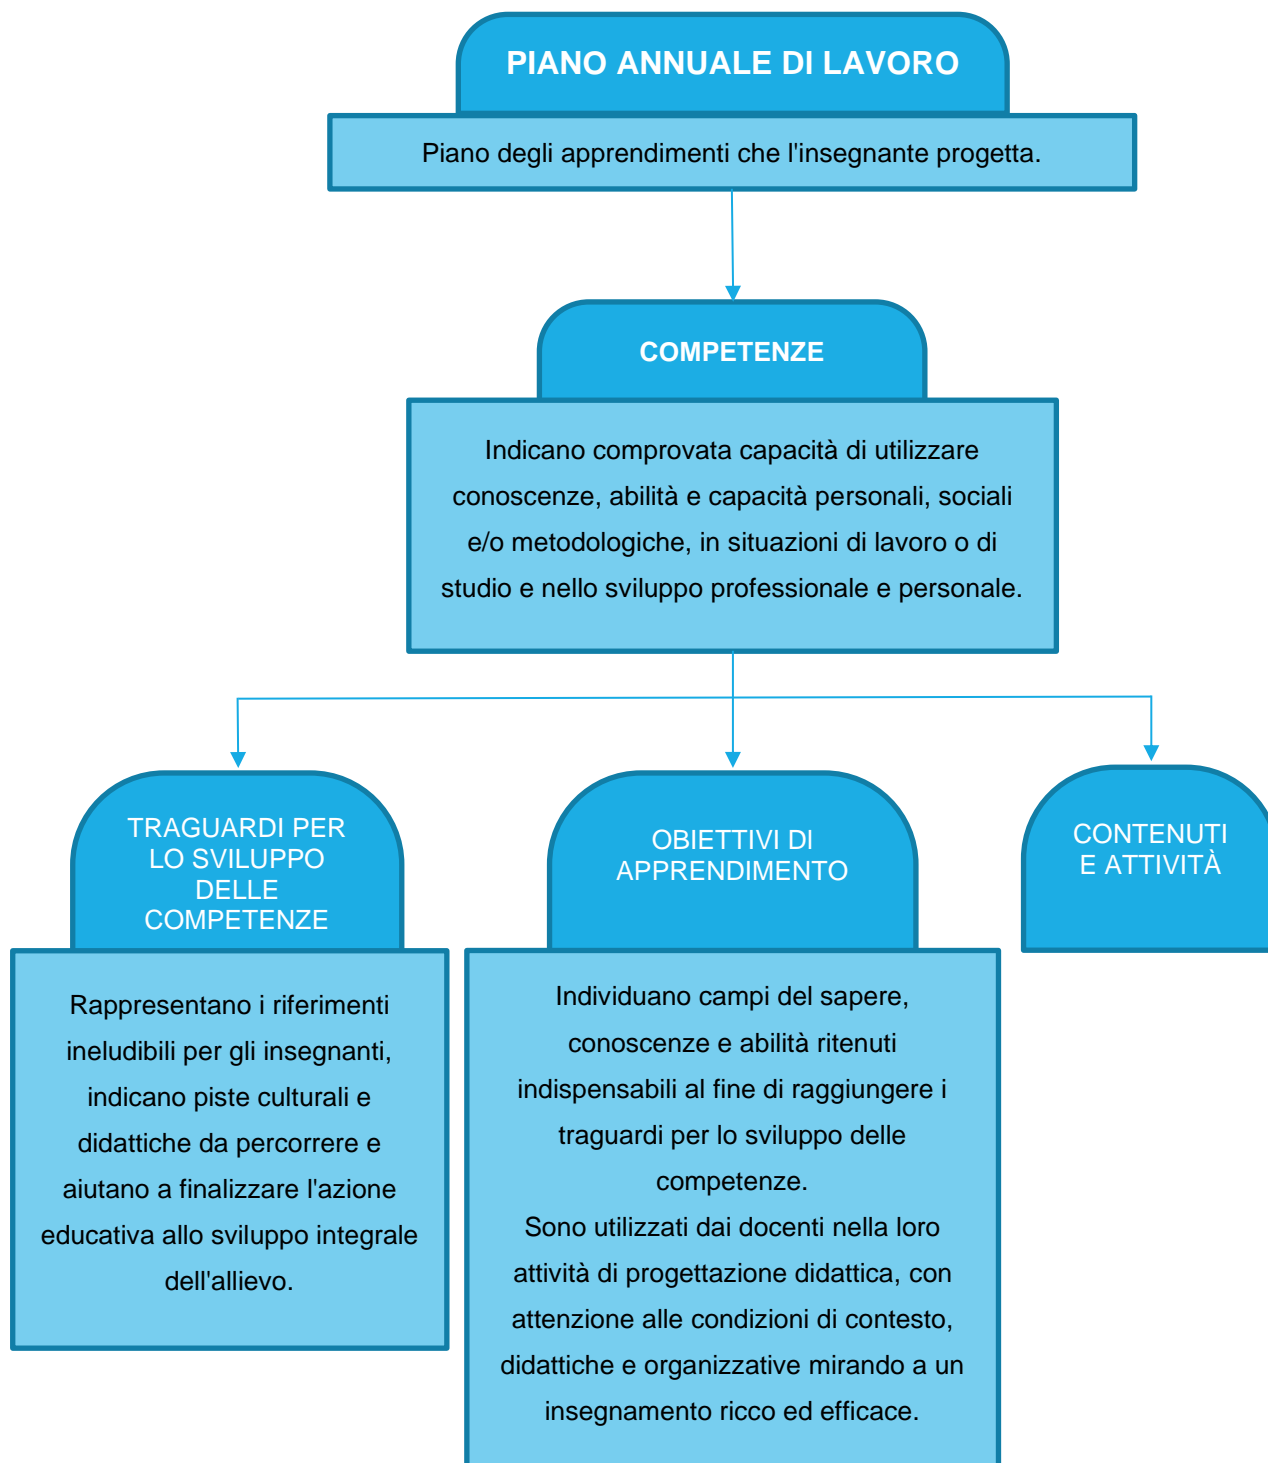 PIANO ANNUALE DI LAVORO
Piano degli apprendimenti che l'insegnante progetta.
COMPETENZE
Indicano comprovata capacità di utilizzare
conoscenze, abilità e capacità personali, sociali
e/o metodologiche, in situazioni di lavoro o di
studio e nello sviluppo professionale e personale.
TRAGUARDI PER
LO SVILUPPO
DELLE
COMPETENZE
Rappresentano i riferimenti
ineludibili per gli insegnanti,
indicano piste culturali e
didattiche da percorrere e
aiutano a finalizzare l'azione
educativa allo sviluppo integrale
dell'allievo.
OBIETTIVI DI
APPRENDIMENTO
Individuano campi del sapere,
conoscenze e abilità ritenuti
indispensabili al fine di raggiungere i
traguardi per lo sviluppo delle
competenze.
Sono utilizzati dai docenti nella loro
attività di progettazione didattica, con
attenzione alle condizioni di contesto,
didattiche e organizzative mirando a un
insegnamento ricco ed efficace.
CONTENUTI
E ATTIVITÀ